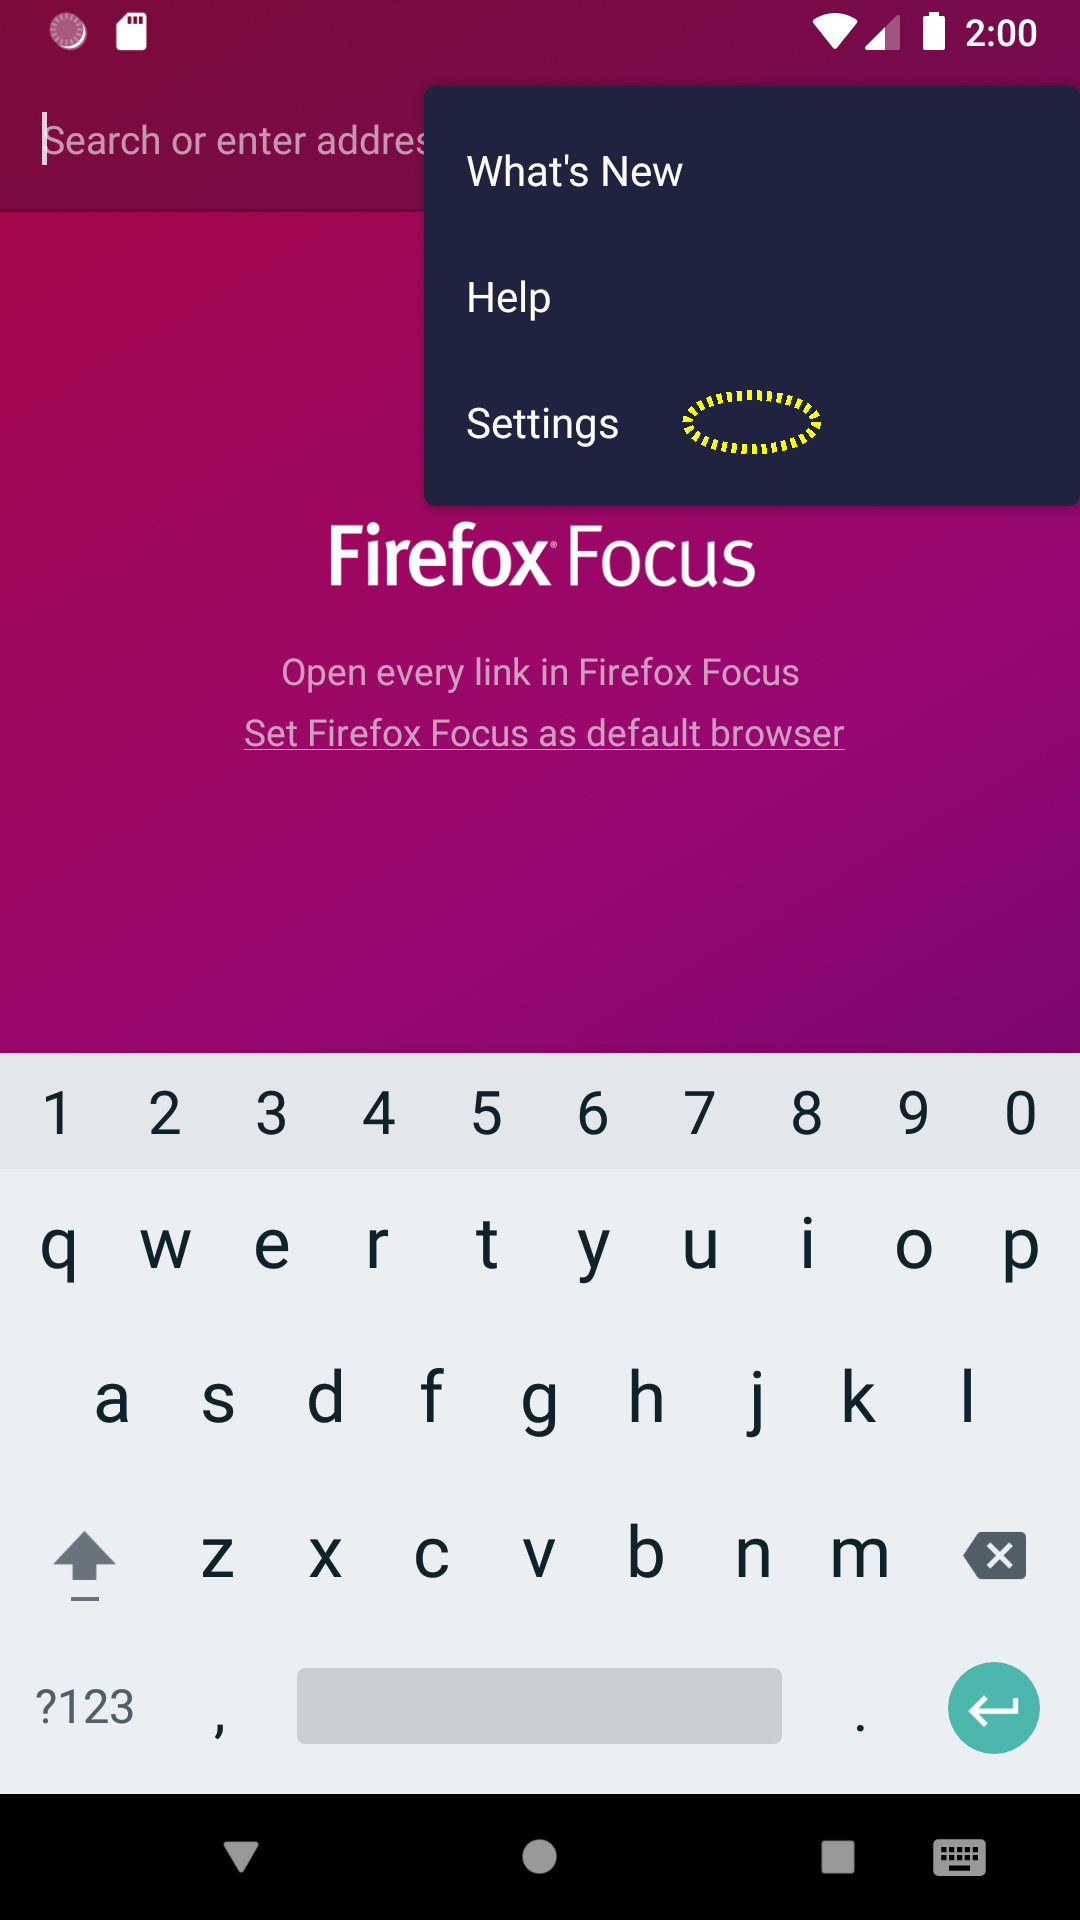 2:00
Search or enter addres
What's New
Help
Settings
Firefox Focus
Open every link in Firefox Focus
Set Firefox Focus as default browser
1 2 3 4 5 6 7 8 9 0
q w e r t y u i o p
a s d f g h j k l
z x c v b n m
?123 , .